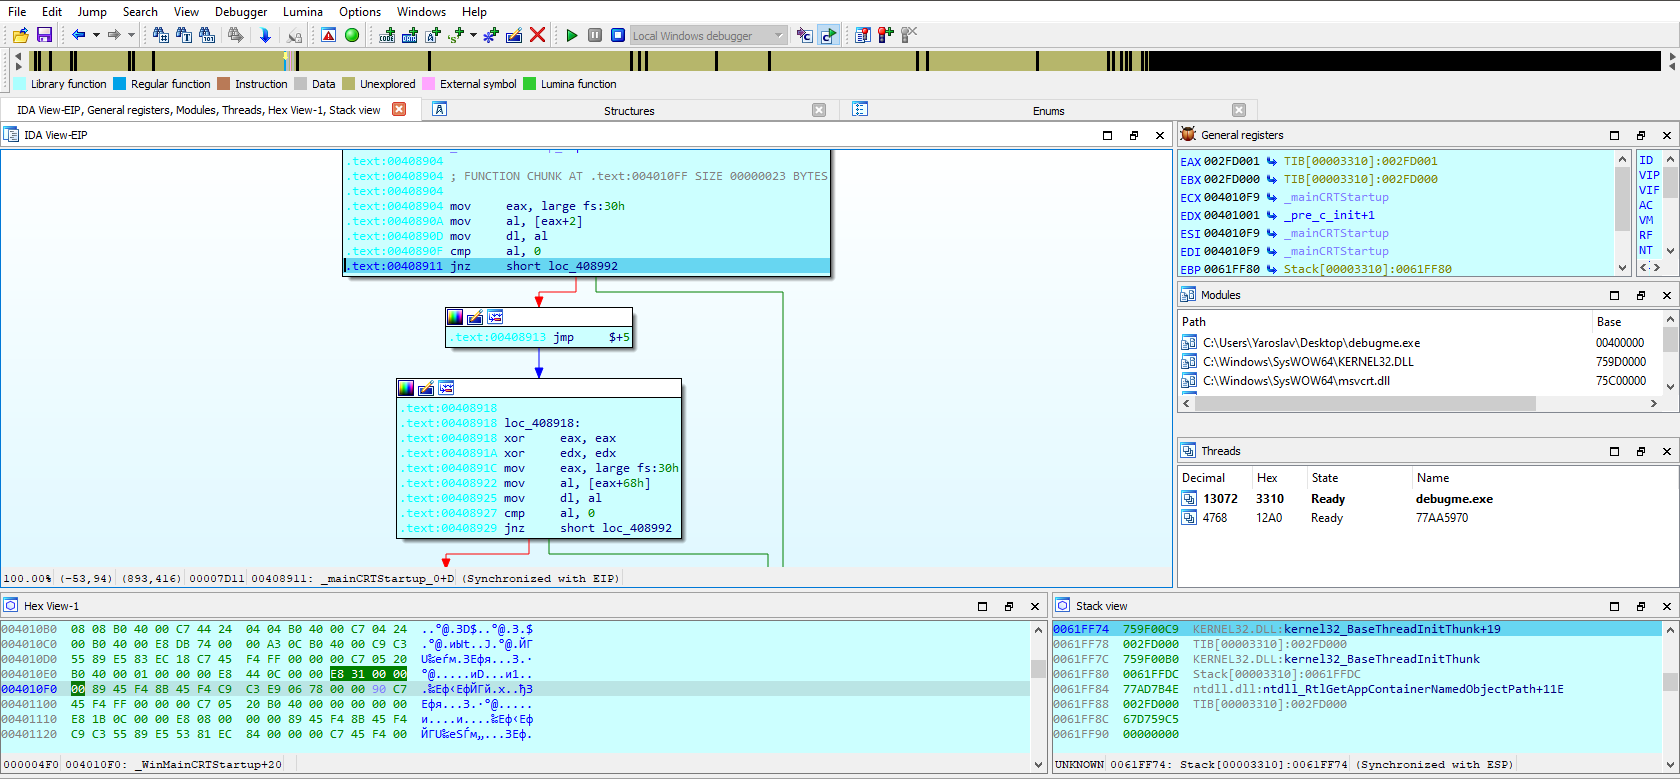 File Edit Jump Search View Debugger Lumina Options Windows Help
Local Windows debugger
Library function Regular function Instruction Data Unexplored External symbol Lumina function
IDA View-EIP, General registers, Modules, Threads, Hex View-1, Stack view Structures Enums
IDA View-EIP
.text:00408904
.text:00408904 ; FUNCTION CHUNK AT .text:004010FF SIZE 00000023 BYTES
.text:00408904
.text:00408904 mov eax, large fs:30h
.text:0040890A mov al, [eax+2]
.text:0040890D mov dl, al
.text:0040890F cmp al, 0
.text:00408911 jnz short loc_408992
.text:00408913 jmp $+5
.text:00408918
.text:00408918 loc_408918:
.text:00408918 xor eax, eax
.text:0040891A xor edx, edx
.text:0040891C mov eax, large fs:30h
.text:00408922 mov al, [eax+68h]
.text:00408925 mov dl, al
.text:00408927 cmp al, 0
.text:00408929 jnz short loc_408992
100.00% (-53,94) (893,416) 00007D11 00408911: _mainCRTStartup_0+D (Synchronized with EIP)
General registers
EAX 002FD001 TIB[00003310]:002FD001
EBX 002FD000 TIB[00003310]:002FD000
ECX 004010F9 _mainCRTStartup
EDX 00401001 _pre_c_init+1
ESI 004010F9 _mainCRTStartup
EDI 004010F9 _mainCRTStartup
EBP 0061FF80 Stack[00003310]:0061FF80
ID
VIP
VIF
AC
VM
RF
NT
Modules
Path Base
C:\Users\Yaroslav\Desktop\debugme.exe 00400000
C:\Windows\SysWOW64\KERNEL32.DLL 759D0000
C:\Windows\SysWOW64\msvcrt.dll 75C00000
Threads
Decimal Hex State Name
13072 3310 Ready debugme.exe
4768 12A0 Ready 77AA5970
Hex View-1
004010B0 08 08 B0 40 00 C7 44 24 04 04 B0 40 00 C7 04 24 ..°@.ЗD$..°@.З.$
004010C0 00 B0 40 00 E8 DB 74 00 00 A3 0C B0 40 00 C9 C3 .°@.иЫt..Ј.°@.ЙГ
004010D0 55 89 E5 83 EC 18 C7 45 F4 FF 00 00 00 C7 05 20
004010E0 B0 40 00 01 00 00 00 E8 44 0C 00 00 E8 31 00 00 °@.....иD...и1..
004010F0 00 89 45 F4 8B 45 F4 C9 C3 E9 06 78 00 00 90 C7 .‰Eф‹EфЙГй.x..ђЗ
00401100 45 F4 FF 00 00 00 C7 05 20 B0 40 00 00 00 00 00 Eфя...З. °@.....
00401110 E8 1B 0C 00 00 E8 08 00 00 00 89 45 F4 8B 45 F4 и....и....‰Eф‹Eф
00401120 C9 C3 55 89 E5 53 81 EC 84 00 00 00 C7 45 F4 00
000004F0 004010F0: _WinMainCRTStartup+20
Stack view
0061FF74 759F00C9 KERNEL32.DLL:kernel32_BaseThreadInitThunk+19
0061FF78 002FD000 TIB[00003310]:002FD000
0061FF7C 759F00B0 KERNEL32.DLL:kernel32_BaseThreadInitThunk
0061FF80 0061FFDC Stack[00003310]:0061FFDC
0061FF84 77AD7B4E ntdll.dll:ntdll_RtlGetAppContainerNamedObjectPath+11E
0061FF88 002FD000 TIB[00003310]:002FD000
0061FF8C 67D759C5
0061FF90 00000000
UNKNOWN 0061FF74: Stack[00003310]:0061FF74 (Synchronized with ESP)